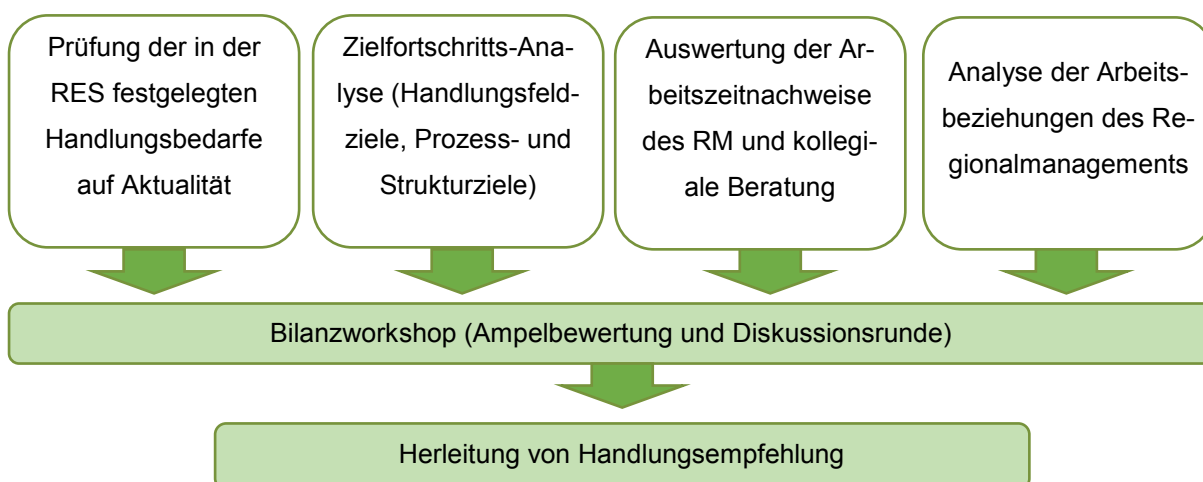 Prüfung der in der
RES festgelegten
Handlungsbedarfe
auf Aktualität
Zielfortschritts-Ana-
lyse (Handlungsfeld-
ziele, Prozess- und
Strukturziele)
Auswertung der Ar-
beitszeitnachweise
des RM und kollegi-
ale Beratung
Analyse der Arbeits-
beziehungen des Re-
gionalmanagements
Bilanzworkshop (Ampelbewertung und Diskussionsrunde)
Herleitung von Handlungsempfehlung